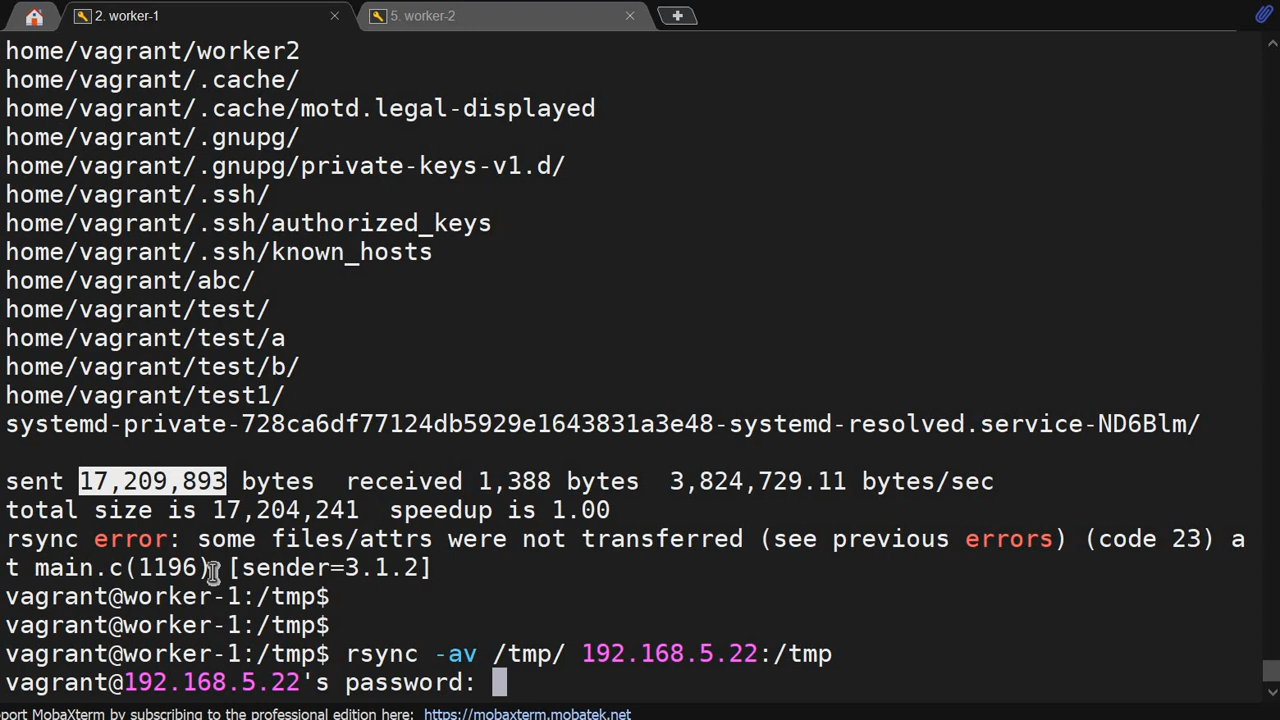 2. worker-1
5. worker-2
home/vagrant/worker2
home/vagrant/.cache/
home/vagrant/.cache/motd.legal-displayed
home/vagrant/.gnupg/
home/vagrant/.gnupg/private-keys-v1.d/
home/vagrant/.ssh/
home/vagrant/.ssh/authorized_keys
home/vagrant/.ssh/known_hosts
home/vagrant/abc/
home/vagrant/test/
home/vagrant/test/a
home/vagrant/test/b/
home/vagrant/test1/
systemd-private-728ca6df77124db5929e1643831a3e48-systemd-resolved.service-ND6Blm/
sent 17,209,893 bytes  received 1,388 bytes  3,824,729.11 bytes/sec
total size is 17,204,241  speedup is 1.00
rsync error: some files/attrs were not transferred (see previous errors) (code 23) a
t main.c(1196) [sender=3.1.2]
vagrant@worker-1:/tmp$
vagrant@worker-1:/tmp$
vagrant@worker-1:/tmp$ rsync -av /tmp/ 192.168.5.22:/tmp
vagrant@192.168.5.22's password:
port MobaXterm by subscribing to the professional edition here: https://mobaxterm.mobatek.net